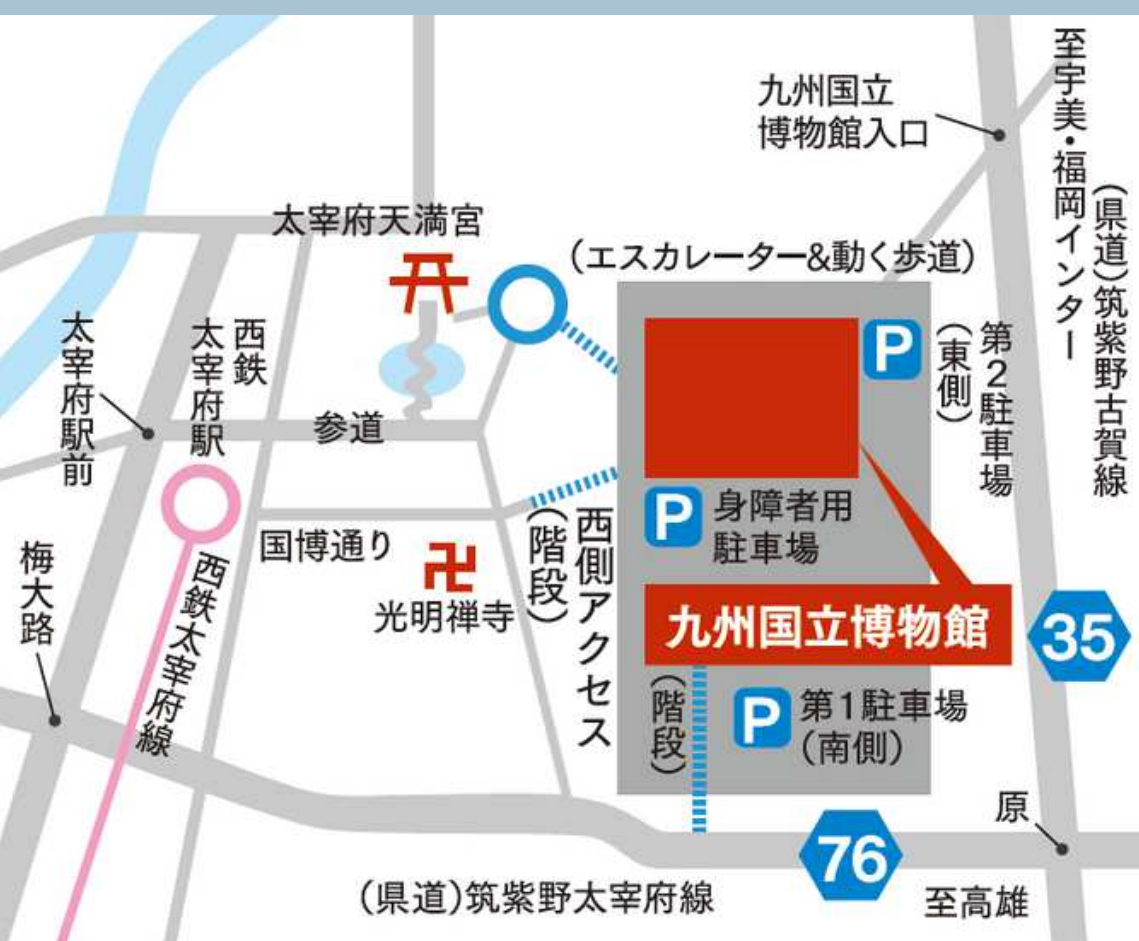 九州国立
博物館入口
至宇美・福岡インター
(県道)筑紫野古賀線
太宰府天満宮
(エスカレーター&動く歩道)
P
第2駐車場
(東側)
太宰府駅前
西鉄
太宰府駅
参道
P
身障者用
駐車場
国博通り
卍
光明禅寺
西側アクセス
(階段)
梅大路
西鉄太宰府線
九州国立博物館
35
(階段)
P
第1駐車場
(南側)
原
76
(県道)筑紫野太宰府線
至高雄